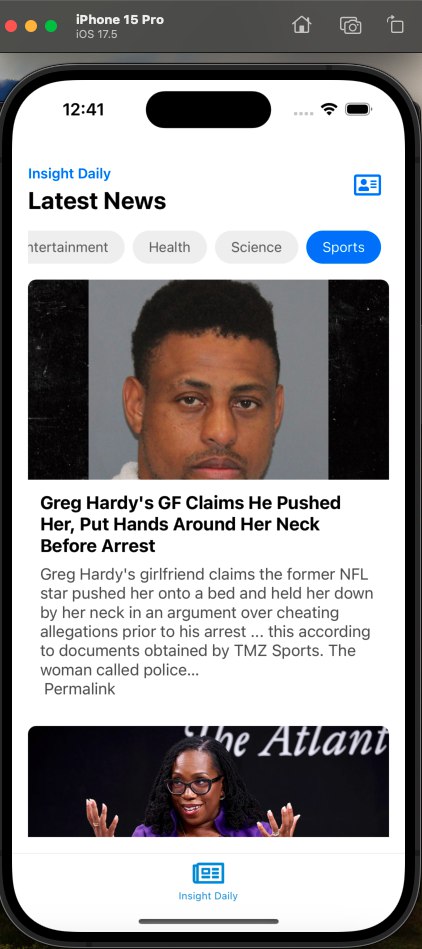 iPhone 15 Pro
iOS 17.5
12:41
Insight Daily
Latest News
ntertainment Health Science Sports
Greg Hardy's GF Claims He Pushed
Her, Put Hands Around Her Neck
Before Arrest
Greg Hardy's girlfriend claims the former NFL
star pushed her onto a bed and held her down
by her neck in an argument over cheating
allegations prior to his arrest ... this according
to documents obtained by TMZ Sports. The
woman called police...
Permalink
The Atlant
Insight Daily